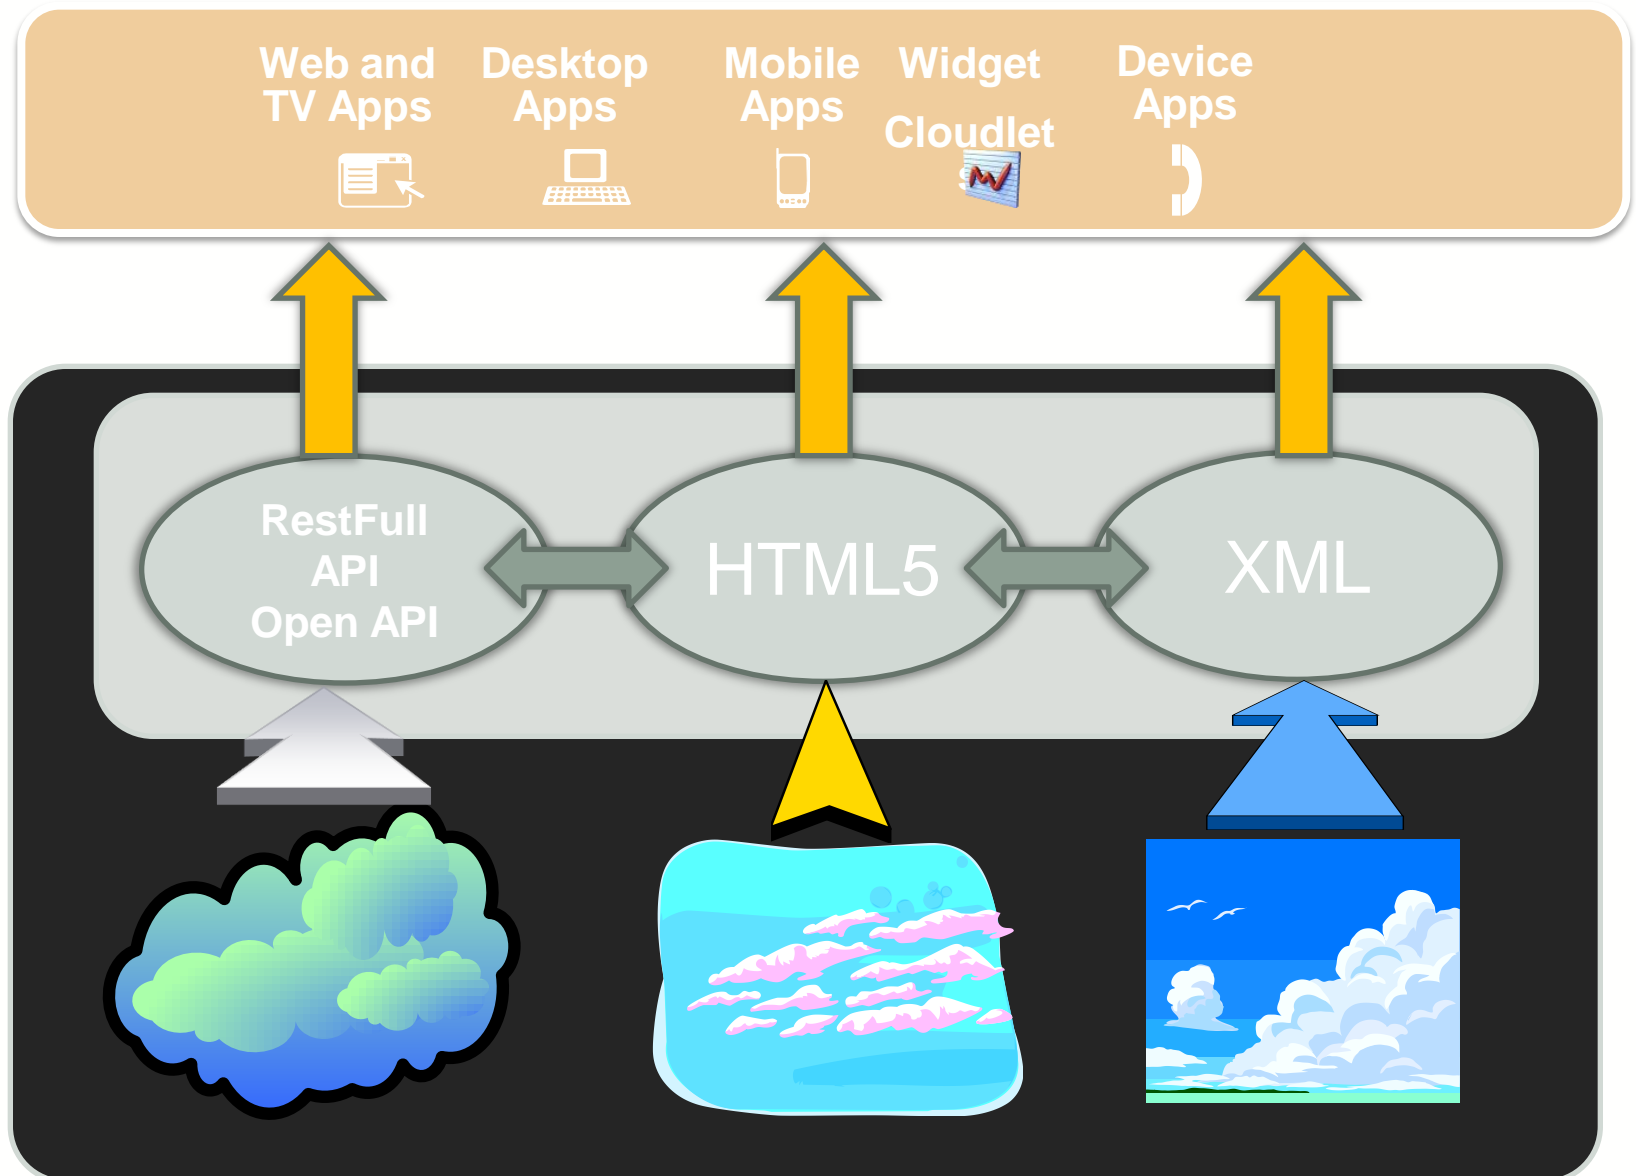 Web and
TV Apps
Desktop
Apps
Mobile
Apps
Widget
Cloudlet
s
Device
Apps
RestFull
API
Open API
HTML5
XML